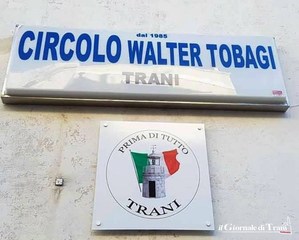 dal 1985
CIRCOLO WALTER TOBAGI
TRANI
PRIMA DI TUTTO
TRANI
il Giornale di Trani